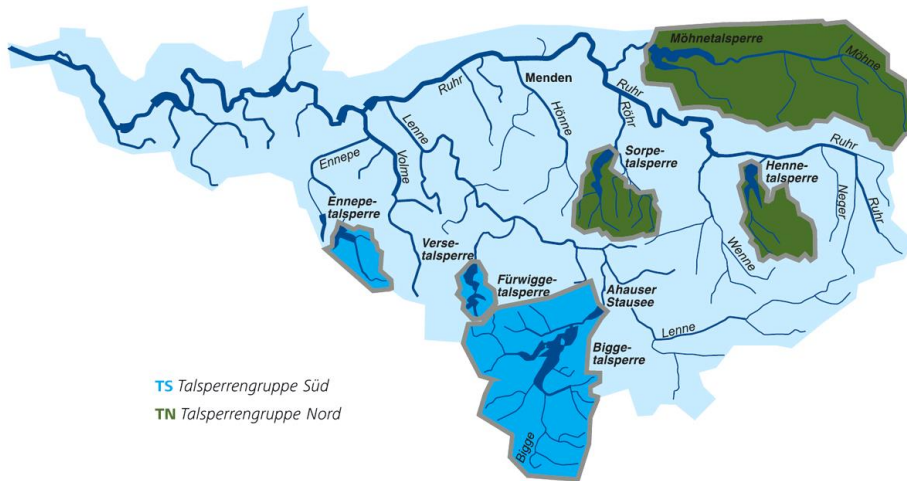 Möhnetalsperre
Möhne
Ruhr
Menden
Ruhr
Lenne
Hönne
Röhr
Ennepe
Volme
Sorpe-
talsperre
Ruhr
Henne-
talsperre
Neger
Ruhr
Ennepe-
talsperre
Verse-
talsperre
Wenne
Fürwigge-
talsperre
Ahauser
Stausee
Lenne
Bigge-
talsperre
Bigge
TS Talsperrengruppe Süd
TN Talsperrengruppe Nord